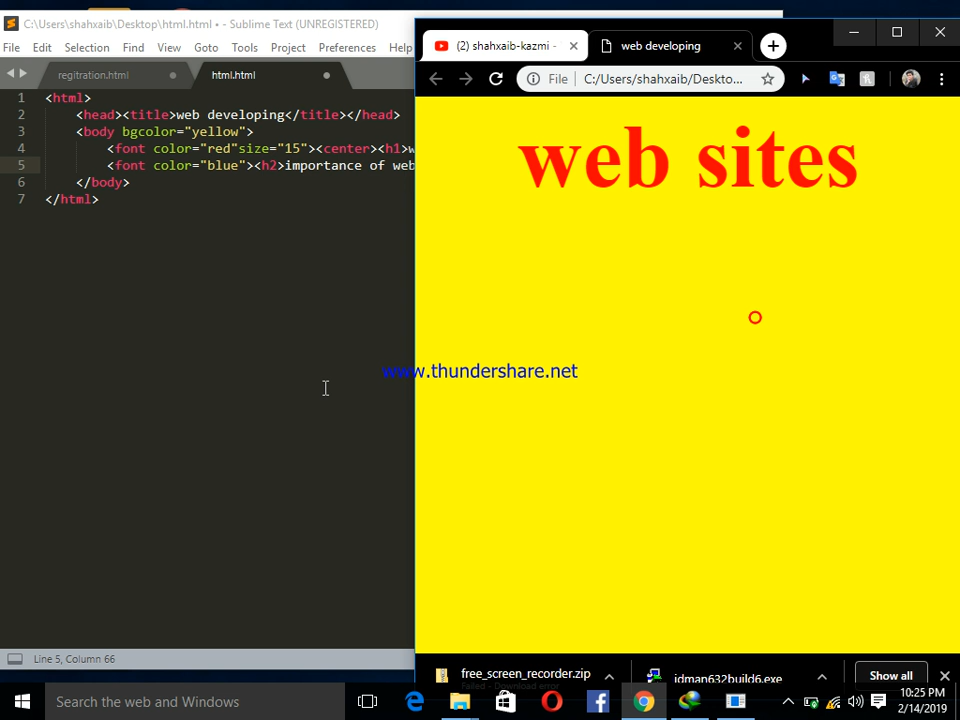 C:\Users\shahxaib\Desktop\html.html • - Sublime Text (UNREGISTERED)
File Edit Selection Find View Goto Tools Project Preferences Help
regitration.html
html.html
1 <html>
2 <head><title>web developing</title></head>
3 <body bgcolor="yellow">
4 <font color="red"size="15"><center><h1>w
5 <font color="blue"><h2>importance of web
6 </body>
7 </html>
Line 5, Column 66
(2) shahxaib-kazmi -
web developing
File C:/Users/shahxaib/Deskto...
web sites
www.thundershare.net
free_screen_recorder.zip
Failed - Download error
idman632build6.exe
Show all
Search the web and Windows
10:25 PM
2/14/2019